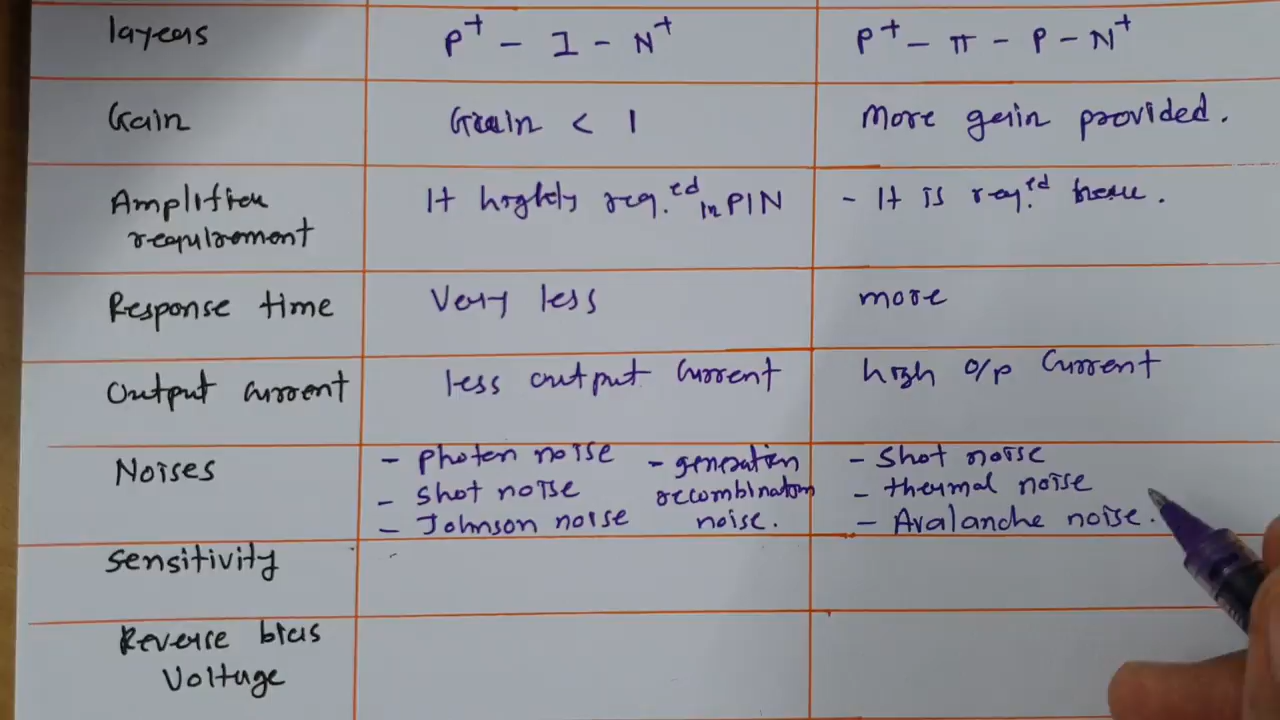 layers
P+ - I - N+
P+ - π - P - N+
Gain
Gain < 1
More gain provided.
Amplifier
requirement
It highly req.ed in PIN
- It is req.ed here.
Response time
Very less
more
Output current
less output current
high o/p current
Noises
- photon noise
- shot noise
- Johnson noise
- generation
recombination
noise.
- shot noise
- thermal noise
- Avalanche noise.
Sensitivity
Reverse bias
Voltage